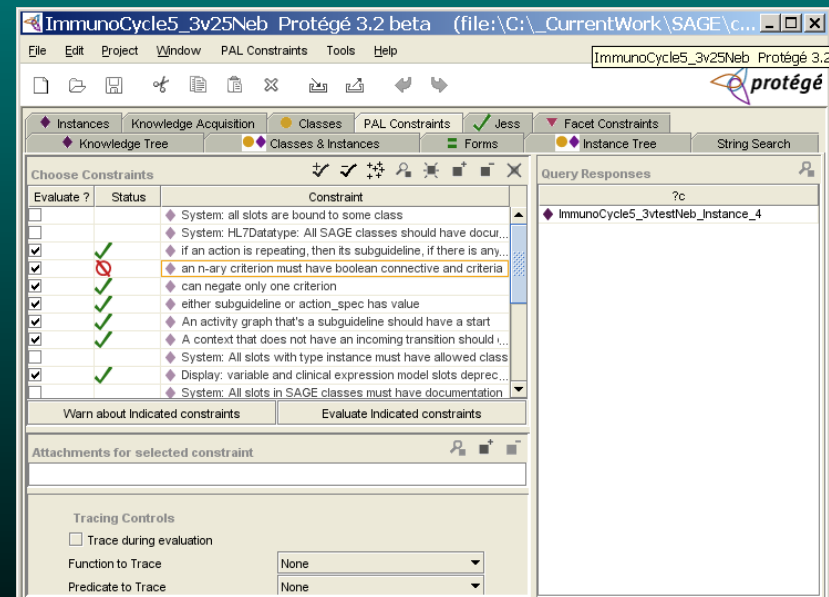 ImmunoCycle5_3v25Neb Protégé 3.2 beta (file:\C:\_CurrentWork\SAGE\c...
File Edit Project Window PAL Constraints Tools Help
ImmunoCycle5_3v25Neb Protégé 3.2
protégé
Instances Knowledge Acquisition Classes PAL Constraints Jess Facet Constraints
Knowledge Tree Classes & Instances Forms Instance Tree String Search
Choose Constraints
Evaluate ? Status Constraint
System: all slots are bound to some class
System: HL7Datatype: All SAGE classes should have docur...
if an action is repeating, then its subguideline, if there is any...
an n-ary criterion must have boolean connective and criteria
can negate only one criterion
either subguideline or action_spec has value
An activity graph that's a subguideline should have a start
A context that does not have an incoming transition should ...
System: All slots with type instance must have allowed class
Display: variable and clinical expression model slots deprec...
System: All slots in SAGE classes must have documentation
Warn about Indicated constraints Evaluate Indicated constraints
Query Responses
?c
ImmunoCycle5_3vtestNeb_Instance_4
Attachments for selected constraint
Tracing Controls
Trace during evaluation
Function to Trace None
Predicate to Trace None